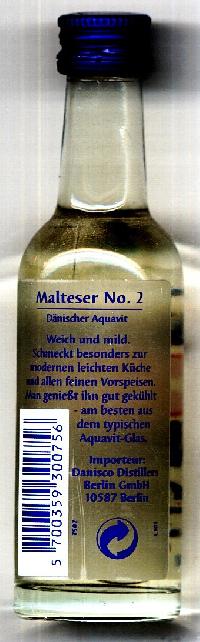 Malteser No. 2
Dänischer Aquavit
Weich und mild.
Schmeckt besonders zur
modernen leichten Küche
und allen feinen Vorspeisen.
Man genießt ihn gut gekühlt
- am besten aus
dem typischen
Aquavit-Glas.
Importeur:
Danisco Distillers
Berlin GmbH
10587 Berlin
5 700359 300756